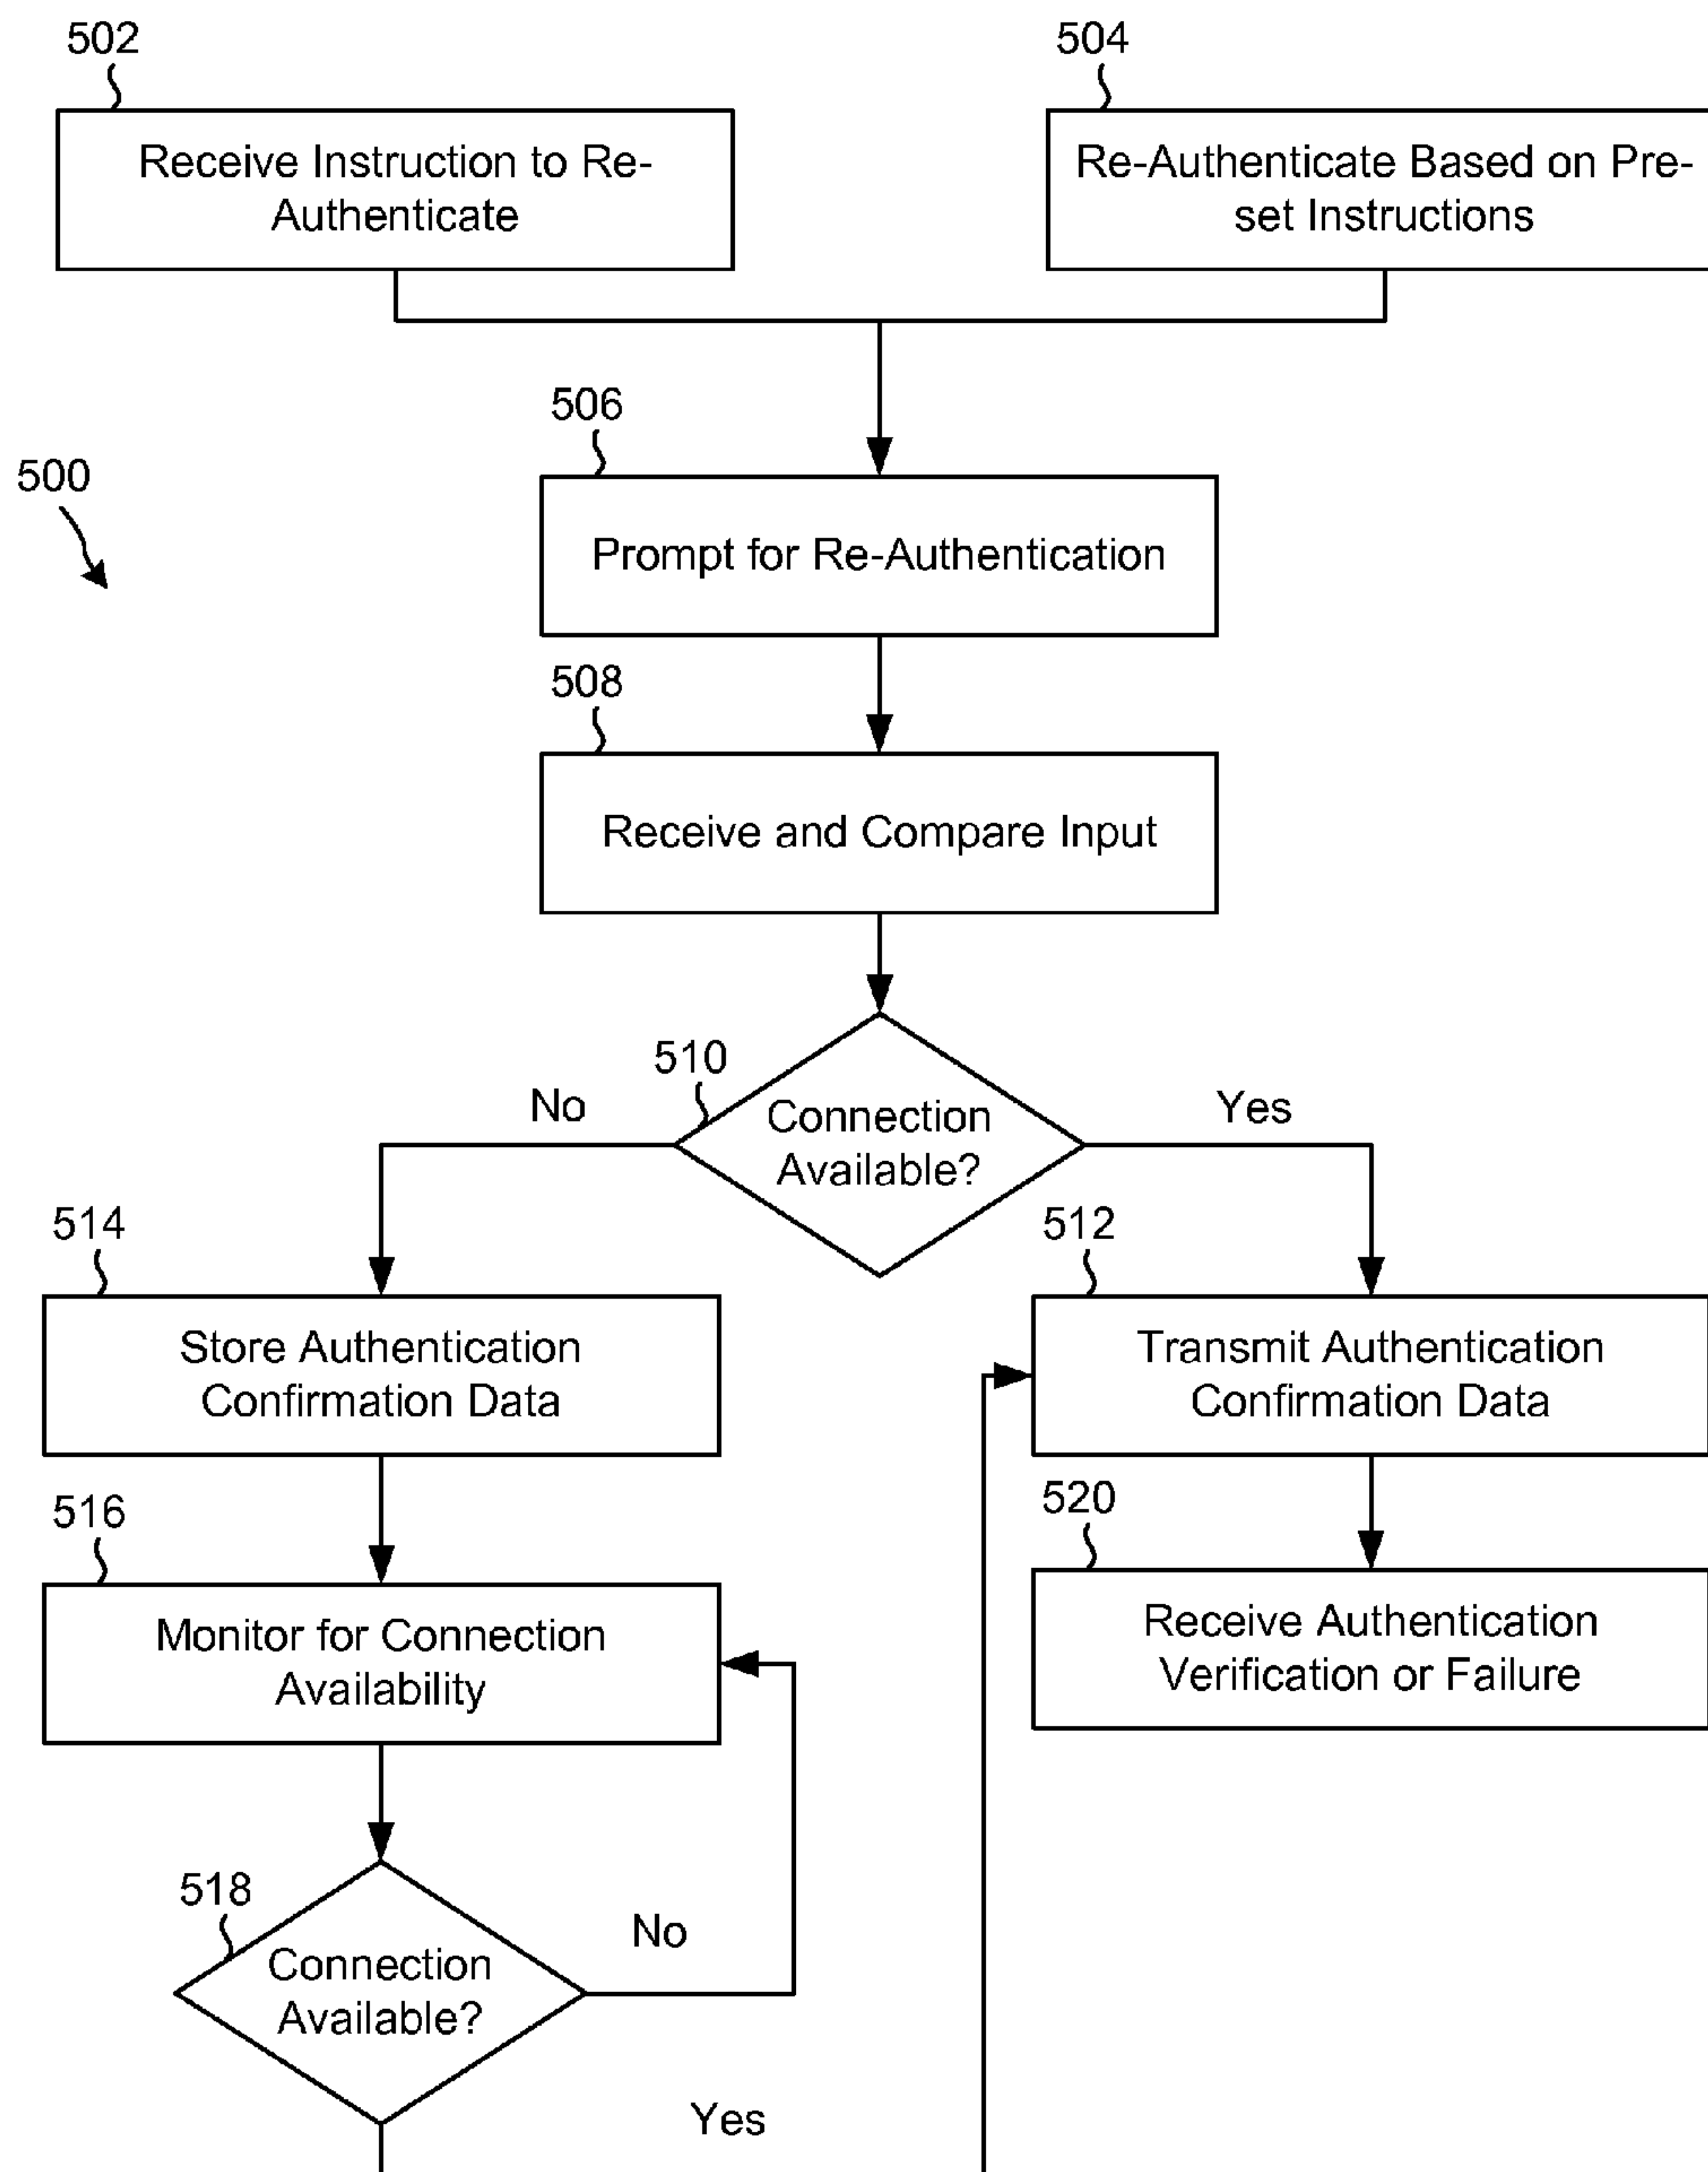 502
504
Receive Instruction to Re-
Authenticate
Re-Authenticate Based on Pre-
set Instructions
506
500
Prompt for Re-Authentication
508
Receive and Compare Input
510
No
Yes
Connection
Available?
514
512
Store Authentication
Confirmation Data
Transmit Authentication
Confirmation Data
516
520
Monitor for Connection
Availability
Receive Authentication
Verification or Failure
518
No
Connection
Available?
Yes